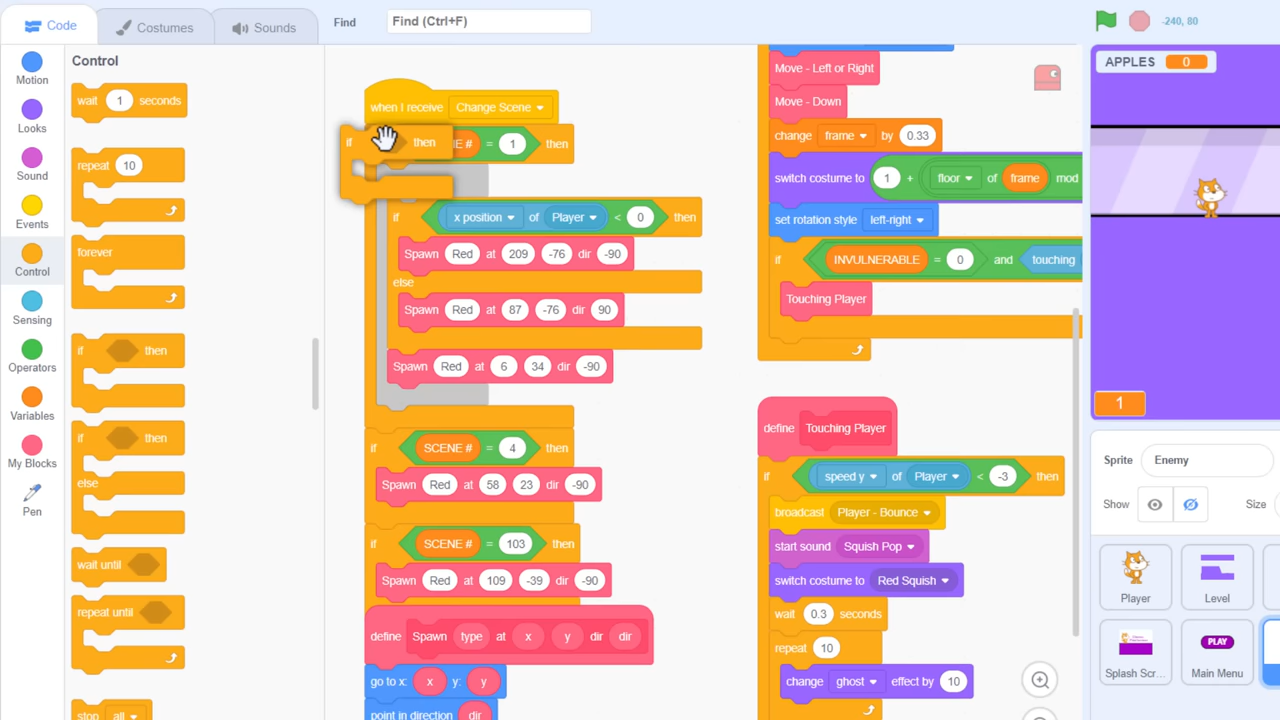 Code Costumes Sounds Find Find (Ctrl+F) -240, 80
Motion
Looks
Sound
Events
Control
Sensing
Operators
Variables
My Blocks
Pen
Control
wait 1 seconds
repeat 10
forever
if then
if then
else
wait until
repeat until
stop all
when I receive Change Scene
if then
= 1 then
if x position of Player < 0 then
Spawn Red at 209 -76 dir -90
else
Spawn Red at 87 -76 dir 90
Spawn Red at 6 34 dir -90
if SCENE # = 4 then
Spawn Red at 58 23 dir -90
if SCENE # = 103 then
Spawn Red at 109 -39 dir -90
define Spawn type at x y dir dir
go to x: x y: y
point in direction dir
Move - Left or Right
Move - Down
change frame by 0.33
switch costume to 1 + floor of frame mod
set rotation style left-right
if INVULNERABLE = 0 and touching
Touching Player
define Touching Player
if speed y of Player < -3 then
broadcast Player - Bounce
start sound Squish Pop
switch costume to Red Squish
wait 0.3 seconds
repeat 10
change ghost effect by 10
APPLES 0
1
Sprite Enemy
Show Size
Player Level
Splash Scr... Main Menu
PLAY